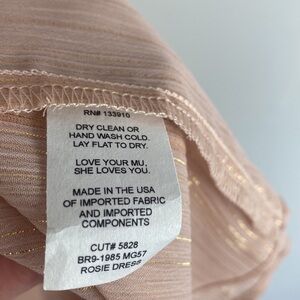 RN# 133910
DRY CLEAN OR
HAND WASH COLD.
LAY FLAT TO DRY.
LOVE YOUR MU.
SHE LOVES YOU.
MADE IN THE USA
OF IMPORTED FABRIC
AND IMPORTED
COMPONENTS
CUT# 5828
BR9-1985 MG57
ROSIE DRESS